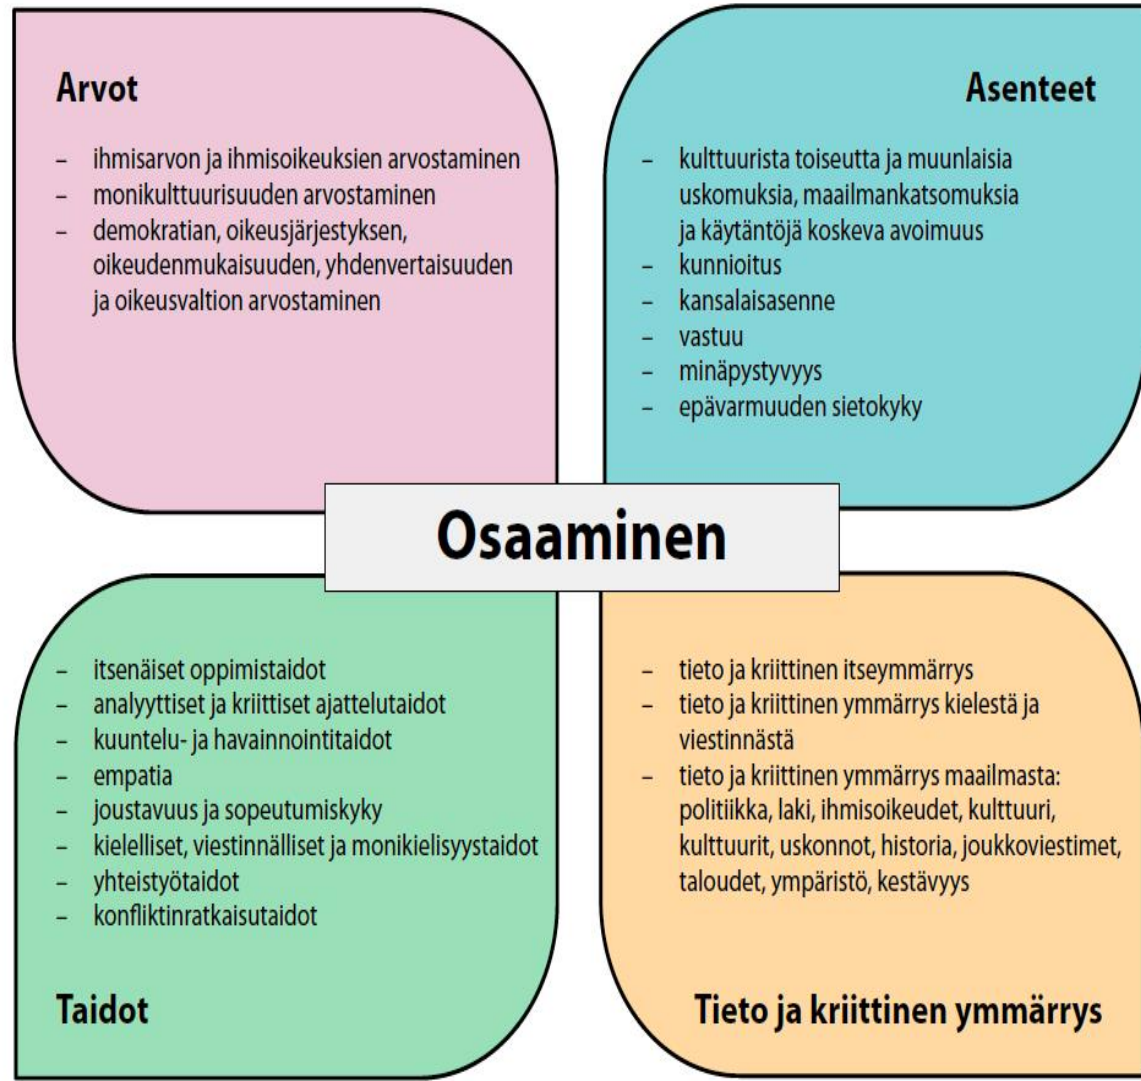 Arvot
– ihmisarvon ja ihmisoikeuksien arvostaminen
– monikulttuurisuuden arvostaminen
– demokratian, oikeusjärjestyksen,
oikeudenmukaisuuden, yhdenvertaisuuden
ja oikeusvaltion arvostaminen
Asenteet
– kulttuurista toiseutta ja muunlaisia
uskomuksia, maailmankatsomuksia
ja käytäntöjä koskeva avoimuus
– kunnioitus
– kansalaisasenne
– vastuu
– minäpystyvyys
– epävarmuuden sietokyky
Osaaminen
– itsenäiset oppimistaidot
– analyyttiset ja kriittiset ajattelutaidot
– kuuntelu- ja havainnointitaidot
– empatia
– joustavuus ja sopeutumiskyky
– kielelliset, viestinnälliset ja monikielisyystaidot
– yhteistyötaidot
– konfliktinratkaisutaidot
Taidot
– tieto ja kriittinen itseymmärrys
– tieto ja kriittinen ymmärrys kielestä ja
viestinnästä
– tieto ja kriittinen ymmärrys maailmasta:
politiikka, laki, ihmisoikeudet, kulttuuri,
kulttuurit, uskonnot, historia, joukkoviestimet,
taloudet, ympäristö, kestävyys
Tieto ja kriittinen ymmärrys